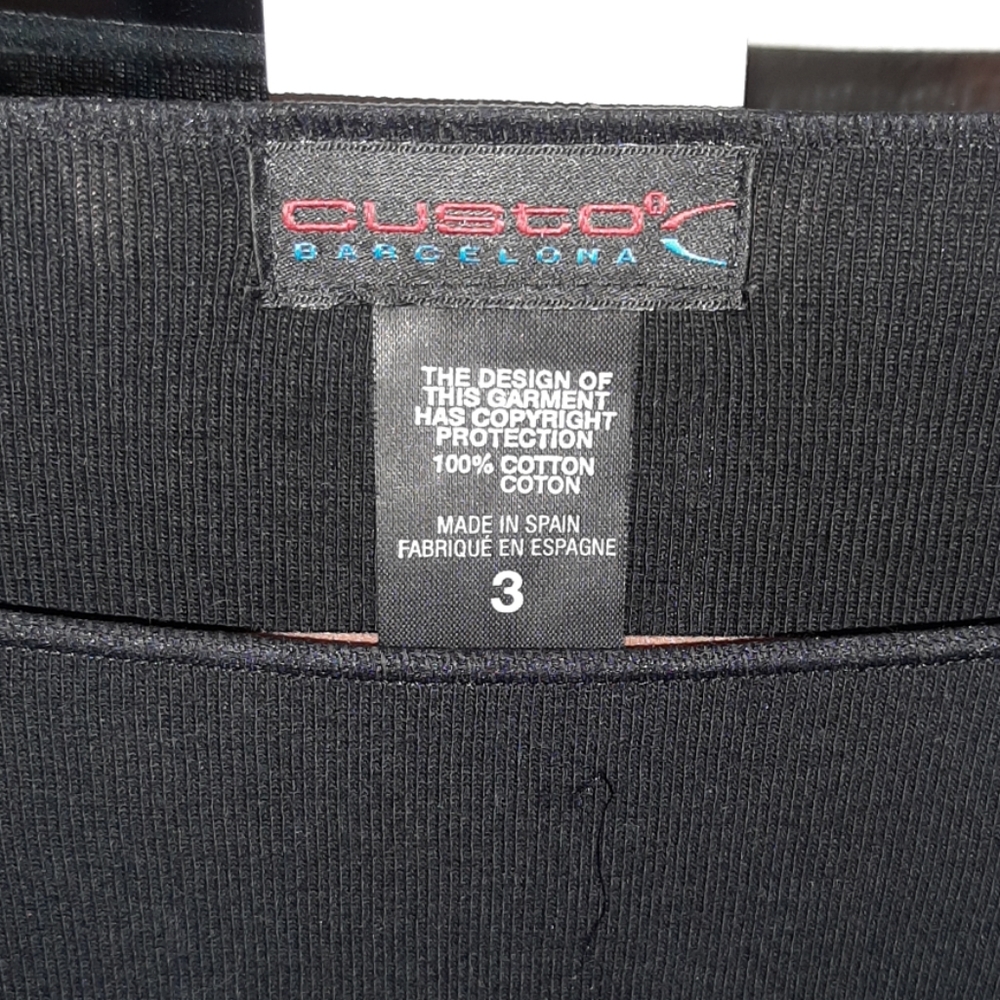 custo
BARCELONA
THE DESIGN OF
THIS GARMENT
HAS COPYRIGHT
PROTECTION
100% COTTON
COTON
MADE IN SPAIN
FABRIQUÉ EN ESPAGNE
3